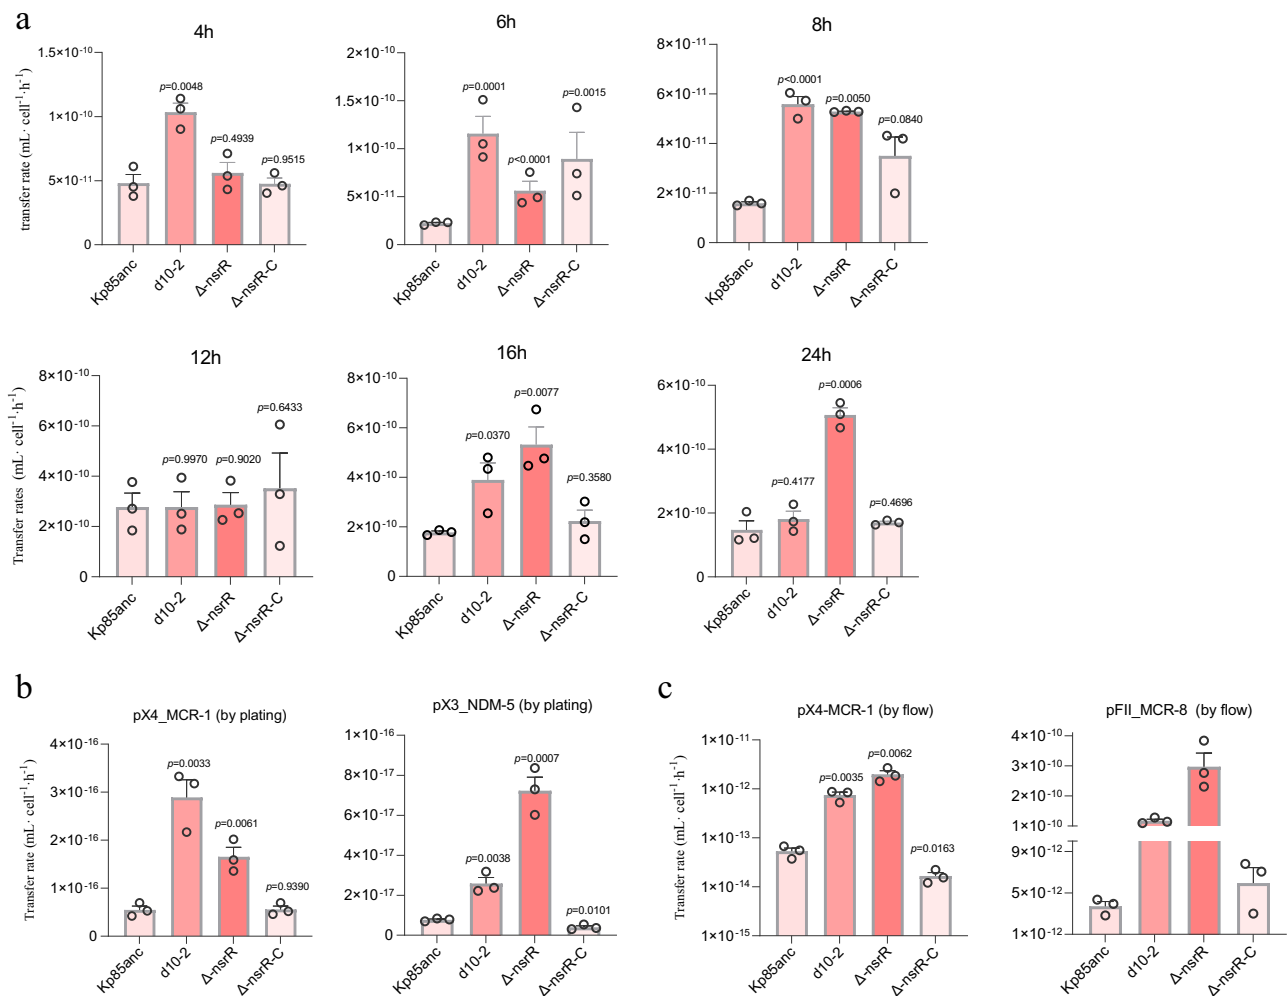 a
4h
6h
8h
transfer rate (mL· cell⁻¹·h⁻¹)
1.5×10⁻¹⁰
1×10⁻¹⁰
5×10⁻¹¹
0
p=0.0048
p=0.4939
p=0.9515
Kp85anc
d10-2
Δ-nsrR
Δ-nsrR-C
2×10⁻¹⁰
1.5×10⁻¹⁰
1×10⁻¹⁰
5×10⁻¹¹
0
p=0.0001
p<0.0001
p=0.0015
Kp85anc
d10-2
Δ-nsrR
Δ-nsrR-C
8×10⁻¹¹
6×10⁻¹¹
4×10⁻¹¹
2×10⁻¹¹
0
p<0.0001
p=0.0050
p=0.0840
Kp85anc
d10-2
Δ-nsrR
Δ-nsrR-C
12h
16h
24h
Transfer rates (mL· cell⁻¹·h⁻¹)
8×10⁻¹⁰
6×10⁻¹⁰
4×10⁻¹⁰
2×10⁻¹⁰
0
p=0.9970
p=0.9020
p=0.6433
Kp85anc
d10-2
Δ-nsrR
Δ-nsrR-C
8×10⁻¹⁰
6×10⁻¹⁰
4×10⁻¹⁰
2×10⁻¹⁰
0
p=0.0370
p=0.0077
p=0.3580
Kp85anc
d10-2
Δ-nsrR
Δ-nsrR-C
6×10⁻¹⁰
4×10⁻¹⁰
2×10⁻¹⁰
0
p=0.4177
p=0.0006
p=0.4696
Kp85anc
d10-2
Δ-nsrR
Δ-nsrR-C
b
pX4_MCR-1 (by plating)
Transfer rate (mL· cell⁻¹·h⁻¹)
4×10⁻¹⁶
3×10⁻¹⁶
2×10⁻¹⁶
1×10⁻¹⁶
0
p=0.0033
p=0.0061
p=0.9390
Kp85anc
d10-2
Δ-nsrR
Δ-nsrR-C
pX3_NDM-5 (by plating)
1×10⁻¹⁶
8×10⁻¹⁷
6×10⁻¹⁷
4×10⁻¹⁷
2×10⁻¹⁷
0
p=0.0038
p=0.0007
p=0.0101
Kp85anc
d10-2
Δ-nsrR
Δ-nsrR-C
c
pX4-MCR-1 (by flow)
Transfer rate (mL· cell⁻¹·h⁻¹)
1×10⁻¹¹
1×10⁻¹²
1×10⁻¹³
1×10⁻¹⁴
1×10⁻¹⁵
p=0.0035
p=0.0062
p=0.0163
Kp85anc
d10-2
Δ-nsrR
Δ-nsrR-C
pFII_MCR-8 (by flow)
4×10⁻¹⁰
3×10⁻¹⁰
2×10⁻¹⁰
1×10⁻¹⁰
9×10⁻¹²
5×10⁻¹²
1×10⁻¹²
Kp85anc
d10-2
Δ-nsrR
Δ-nsrR-C